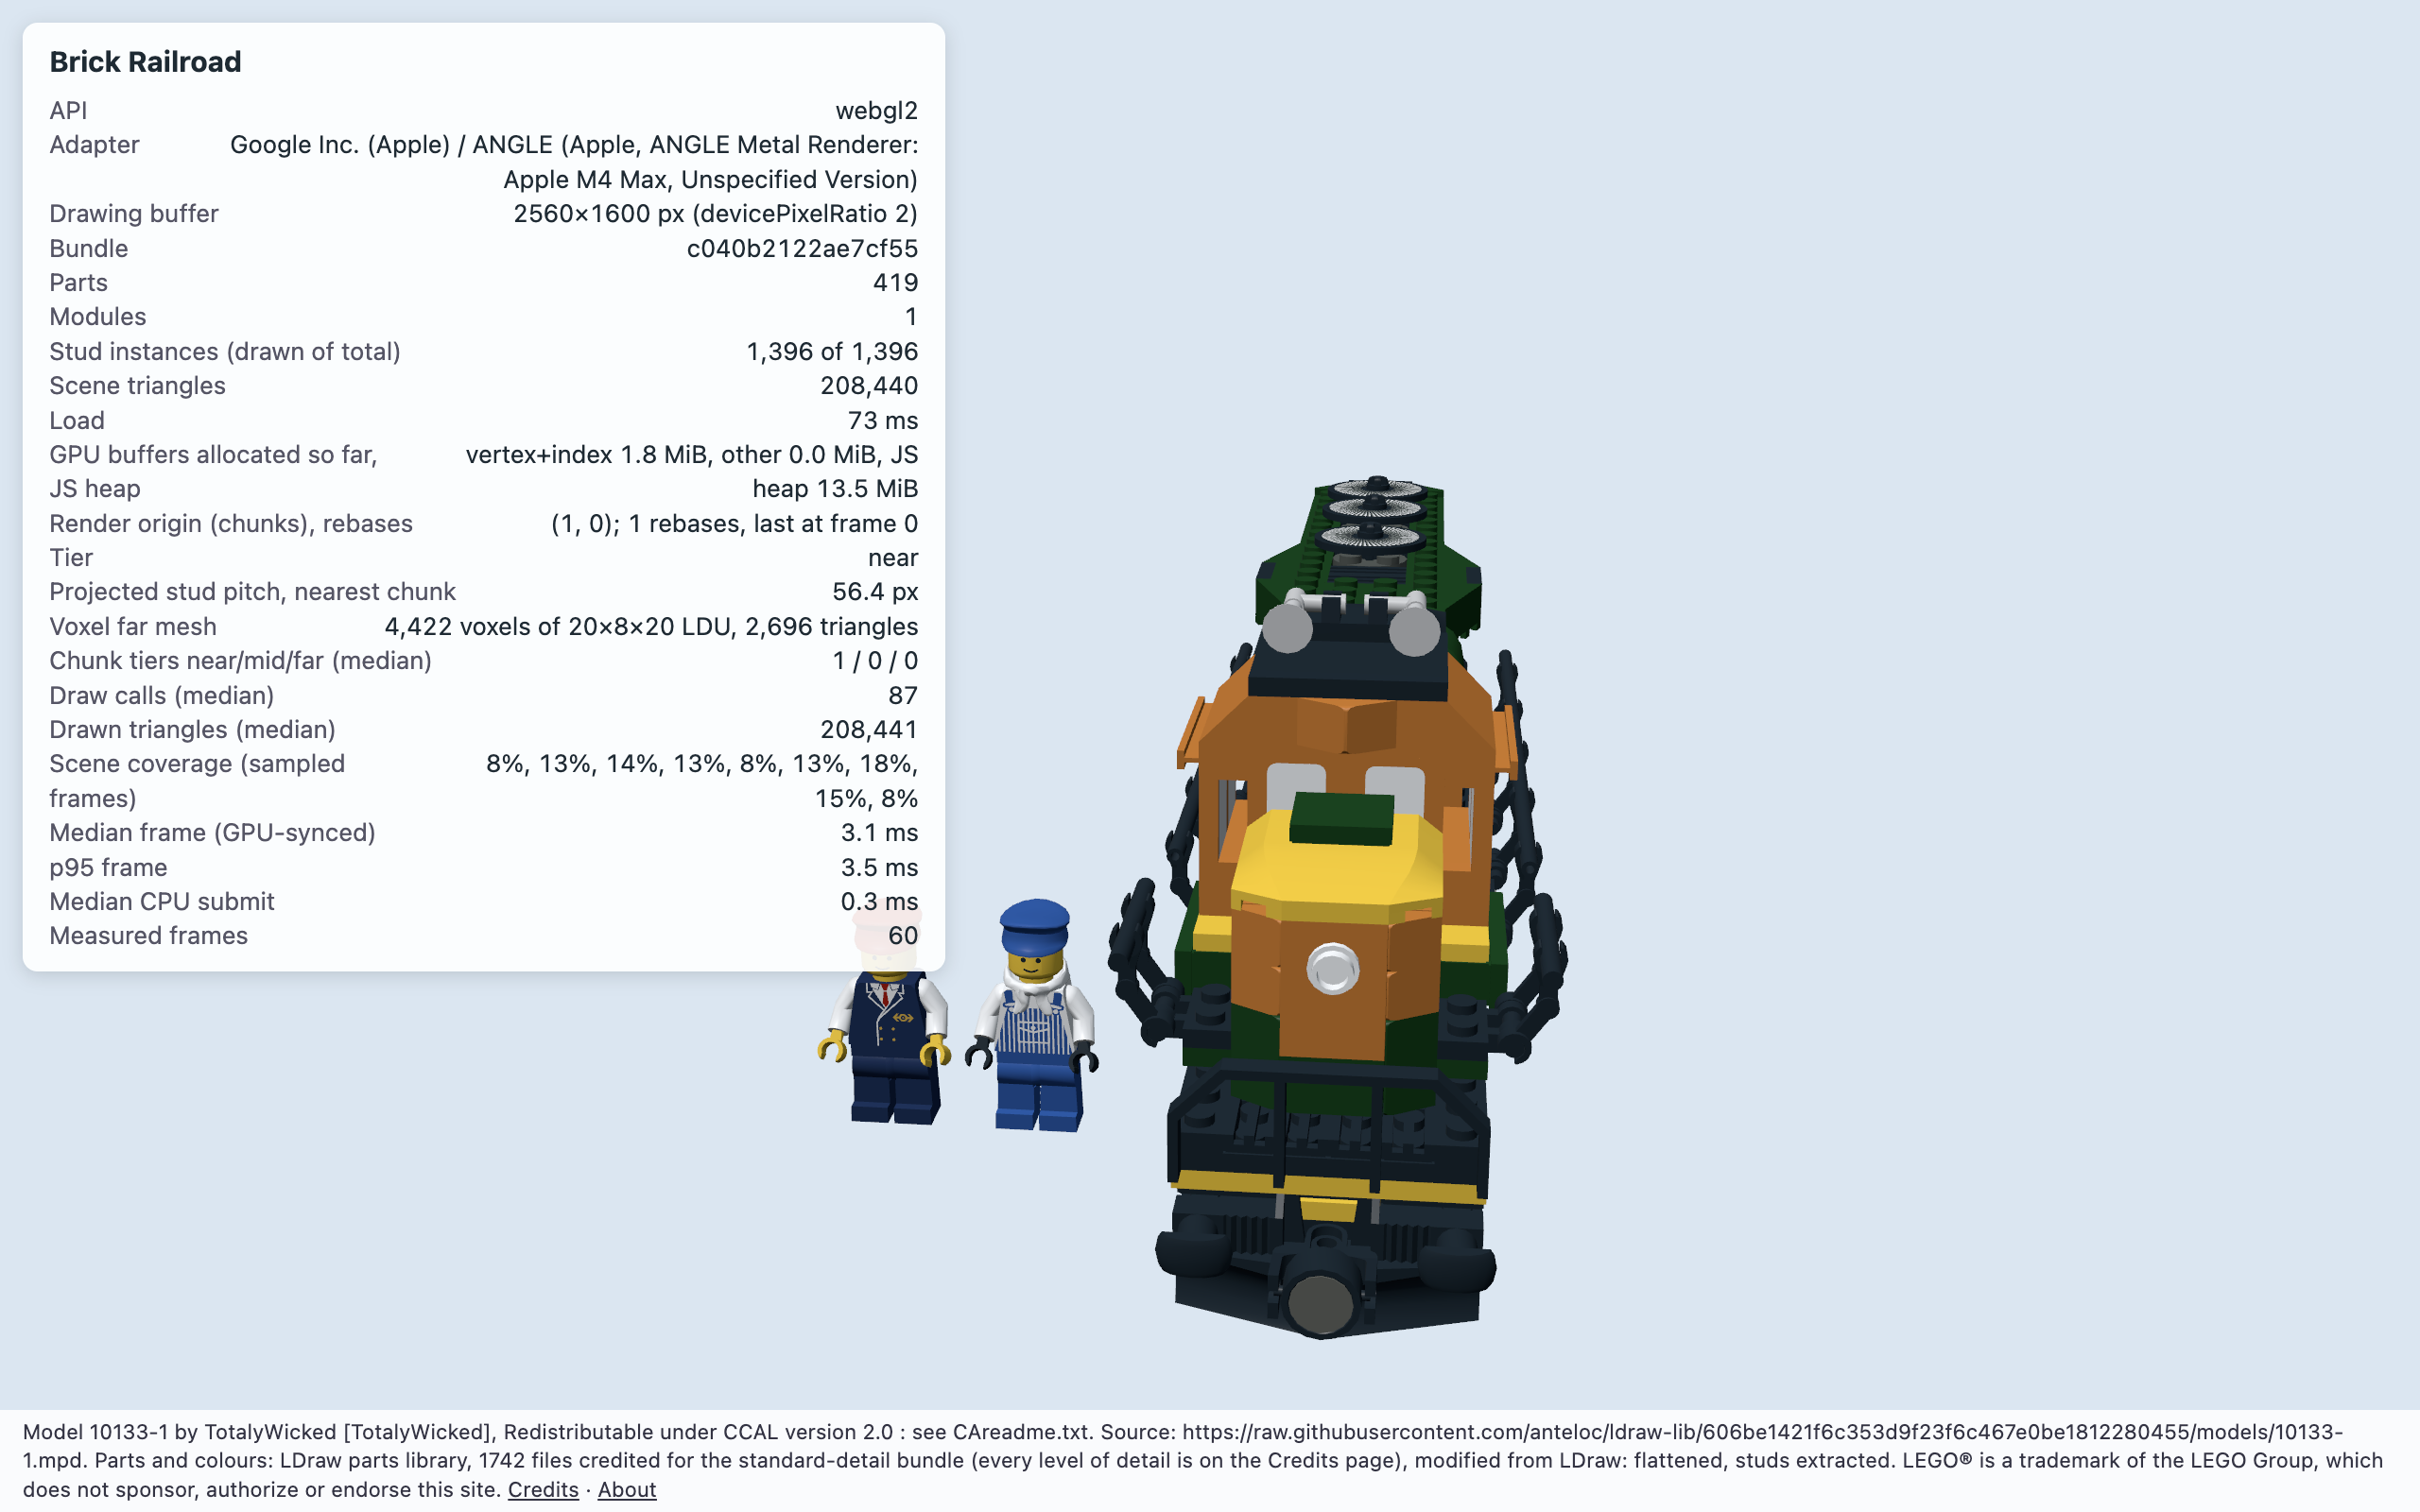 Brick Railroad
API webgl2
Adapter Google Inc. (Apple) / ANGLE (Apple, ANGLE Metal Renderer:
Apple M4 Max, Unspecified Version)
Drawing buffer 2560×1600 px (devicePixelRatio 2)
Bundle c040b2122ae7cf55
Parts 419
Modules 1
Stud instances (drawn of total) 1,396 of 1,396
Scene triangles 208,440
Load 73 ms
GPU buffers allocated so far, vertex+index 1.8 MiB, other 0.0 MiB, JS
JS heap heap 13.5 MiB
Render origin (chunks), rebases (1, 0); 1 rebases, last at frame 0
Tier near
Projected stud pitch, nearest chunk 56.4 px
Voxel far mesh 4,422 voxels of 20×8×20 LDU, 2,696 triangles
Chunk tiers near/mid/far (median) 1 / 0 / 0
Draw calls (median) 87
Drawn triangles (median) 208,441
Scene coverage (sampled 8%, 13%, 14%, 13%, 8%, 13%, 18%,
frames) 15%, 8%
Median frame (GPU-synced) 3.1 ms
p95 frame 3.5 ms
Median CPU submit 0.3 ms
Measured frames 60
Model 10133-1 by TotalyWicked [TotalyWicked], Redistributable under CCAL version 2.0 : see CAreadme.txt. Source: https://raw.githubusercontent.com/anteloc/ldraw-lib/606be1421f6c353d9f23f6c467e0be1812280455/models/10133-
1.mpd. Parts and colours: LDraw parts library, 1742 files credited for the standard-detail bundle (every level of detail is on the Credits page), modified from LDraw: flattened, studs extracted. LEGO® is a trademark of the LEGO Group, which
does not sponsor, authorize or endorse this site. Credits · About